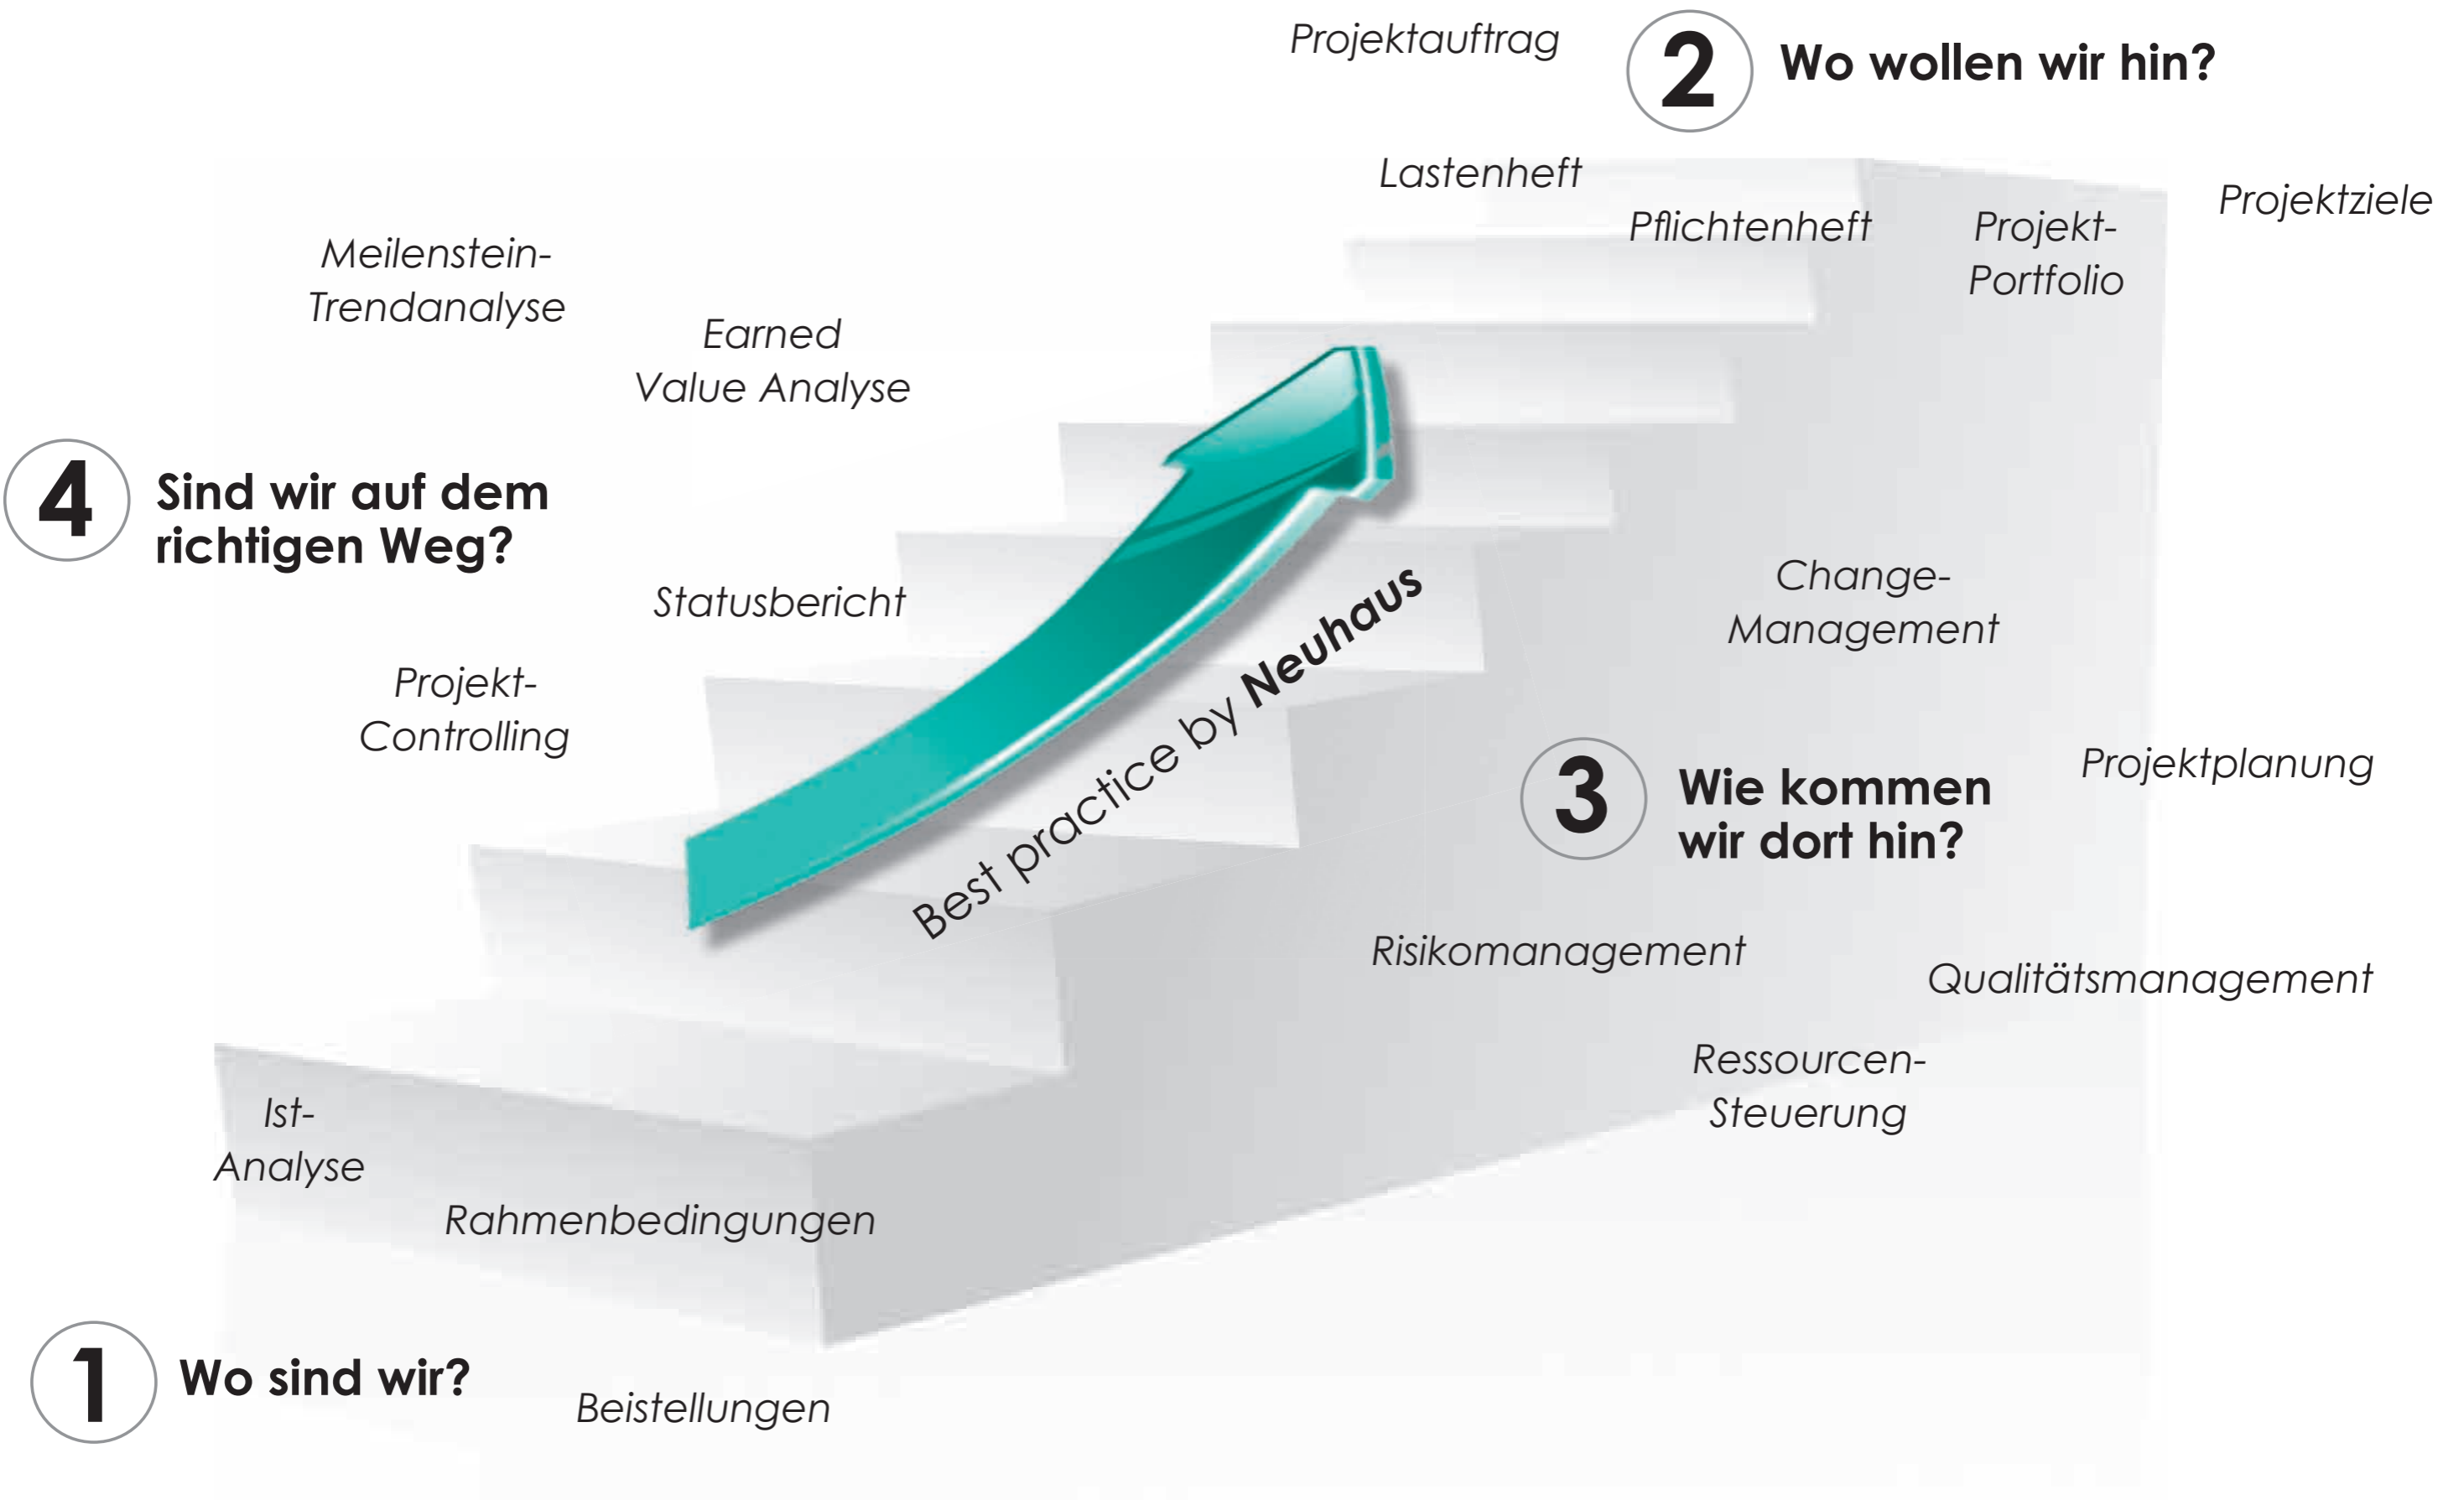 Projektauftrag
2
Wo wollen wir hin?
Lastenheft
Pflichtenheft
Projekt-
Portfolio
Projektziele
Meilenstein-
Trendanalyse
Earned
Value Analyse
4
Sind wir auf dem
richtigen Weg?
Statusbericht
Projekt-
Controlling
Best practice by Neuhaus
Change-
Management
3
Wie kommen
wir dort hin?
Projektplanung
Risikomanagement
Qualitätsmanagement
Ressourcen-
Steuerung
Ist-
Analyse
Rahmenbedingungen
1
Wo sind wir?
Beistellungen